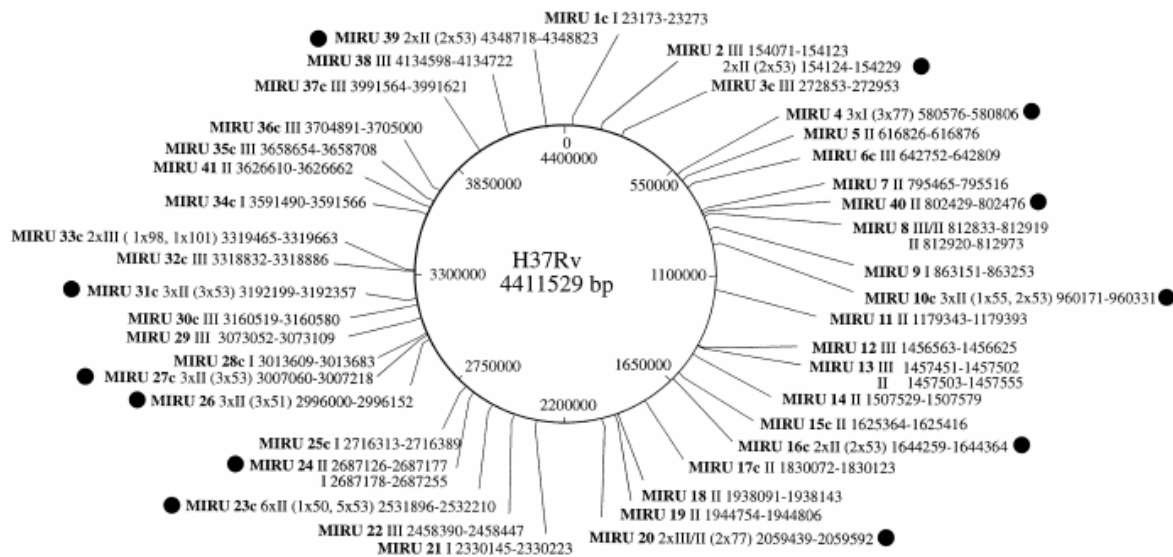 MIRU 1c I 23173-23273
MIRU 2 III 154071-154123
2xII (2x53) 154124-154229
MIRU 3c III 272853-272953
MIRU 4 3xI (3x77) 580576-580806
MIRU 5 II 616826-616876
MIRU 6c III 642752-642809
MIRU 7 II 795465-795516
MIRU 40 II 802429-802476
MIRU 8 III/II 812833-812919
II 812920-812973
MIRU 9 I 863151-863253
MIRU 10c 3xII (1x55, 2x53) 960171-960331
MIRU 11 II 1179343-1179393
MIRU 12 III 1456563-1456625
MIRU 13 III 1457451-1457502
II 1457503-1457555
MIRU 14 II 1507529-1507579
MIRU 15c II 1625364-1625416
MIRU 16c 2xII (2x53) 1644259-1644364
MIRU 17c II 1830072-1830123
MIRU 18 II 1938091-1938143
MIRU 19 II 1944754-1944806
MIRU 20 2xIII/II (2x77) 2059439-2059592
MIRU 21 I 2330145-2330223
MIRU 22 III 2458390-2458447
MIRU 23c 6xII (1x50, 5x53) 2531896-2532210
MIRU 24 II 2687126-2687177
I 2687178-2687255
MIRU 25c I 2716313-2716389
MIRU 26 3xII (3x51) 2996000-2996152
MIRU 27c 3xII (3x53) 3007060-3007218
MIRU 28c I 3013609-3013683
MIRU 29 III 3073052-3073109
MIRU 30c III 3160519-3160580
MIRU 31c 3xII (3x53) 3192199-3192357
MIRU 32c III 3318832-3318886
MIRU 33c 2xIII ( 1x98, 1x101) 3319465-3319663
MIRU 34c I 3591490-3591566
MIRU 41 II 3626610-3626662
MIRU 35c III 3658654-3658708
MIRU 36c III 3704891-3705000
MIRU 37c III 3991564-3991621
MIRU 38 III 4134598-4134722
MIRU 39 2xII (2x53) 4348718-4348823
0
4400000
550000
1100000
1650000
2200000
2750000
3300000
3850000
H37Rv
4411529 bp